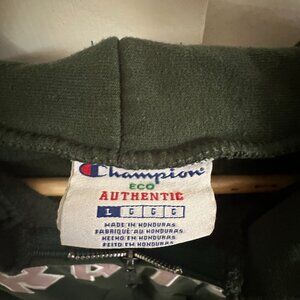 Champion
ECO
AUTHENTIC
L G G G
MADE IN HONDURAS
FABRIQUÉ AU HONDURAS
HECHO EN HONDURAS
FEITO EM HONDURAS